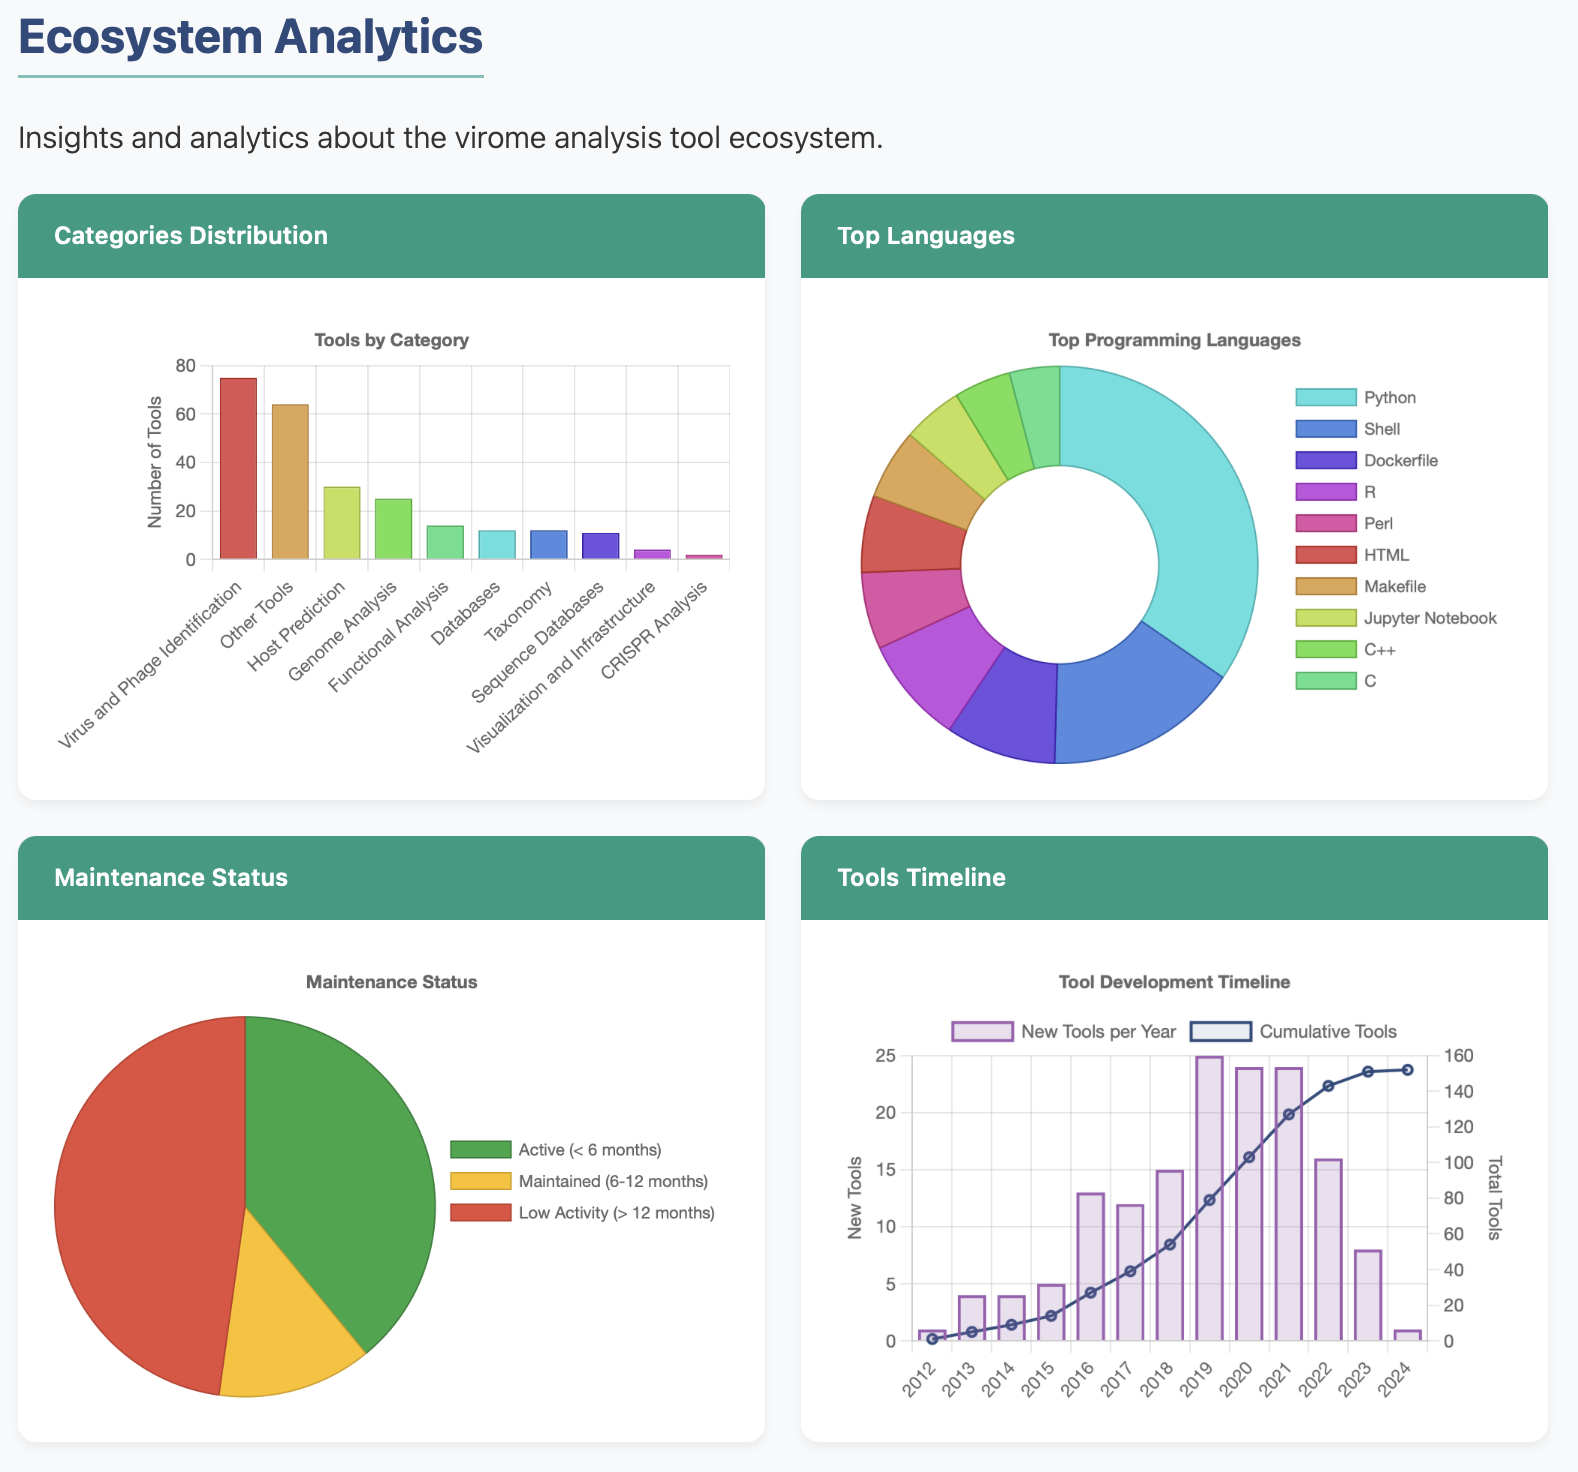 Ecosystem Analytics
Insights and analytics about the virome analysis tool ecosystem.
Categories Distribution
Tools by Category
Number of Tools
80
60
40
20
0
Virus and Phage Identification
Other Tools
Host Prediction
Genome Analysis
Functional Analysis
Databases
Taxonomy
Sequence Databases
Visualization and Infrastructure
CRISPR Analysis
Top Languages
Top Programming Languages
Python
Shell
Dockerfile
R
Perl
HTML
Makefile
Jupyter Notebook
C++
C
Maintenance Status
Maintenance Status
Active (< 6 months)
Maintained (6-12 months)
Low Activity (> 12 months)
Tools Timeline
Tool Development Timeline
New Tools per Year
Cumulative Tools
New Tools
25
20
15
10
5
0
160
140
120
100
80
60
40
20
0
Total Tools
2012
2013
2014
2015
2016
2017
2018
2019
2020
2021
2022
2023
2024